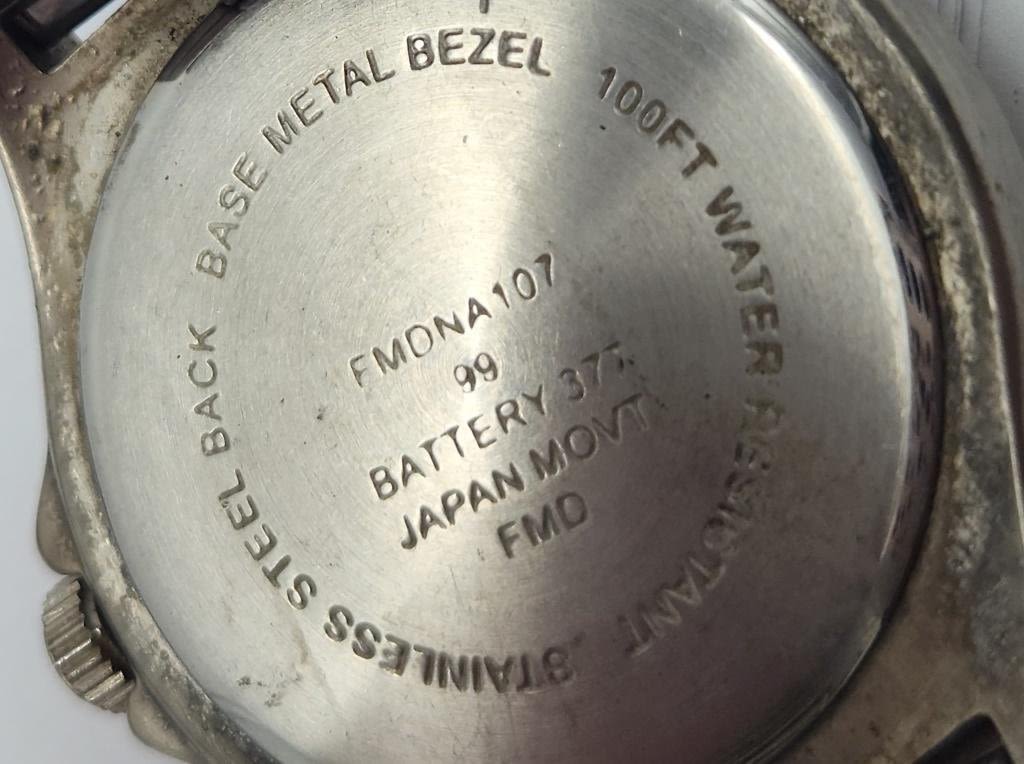 BASE METAL BEZEL
100FT WATER RESISTANT
STAINLESS STEEL BACK
FMDNA107
99
BATTERY 377
JAPAN MOVT
FMD